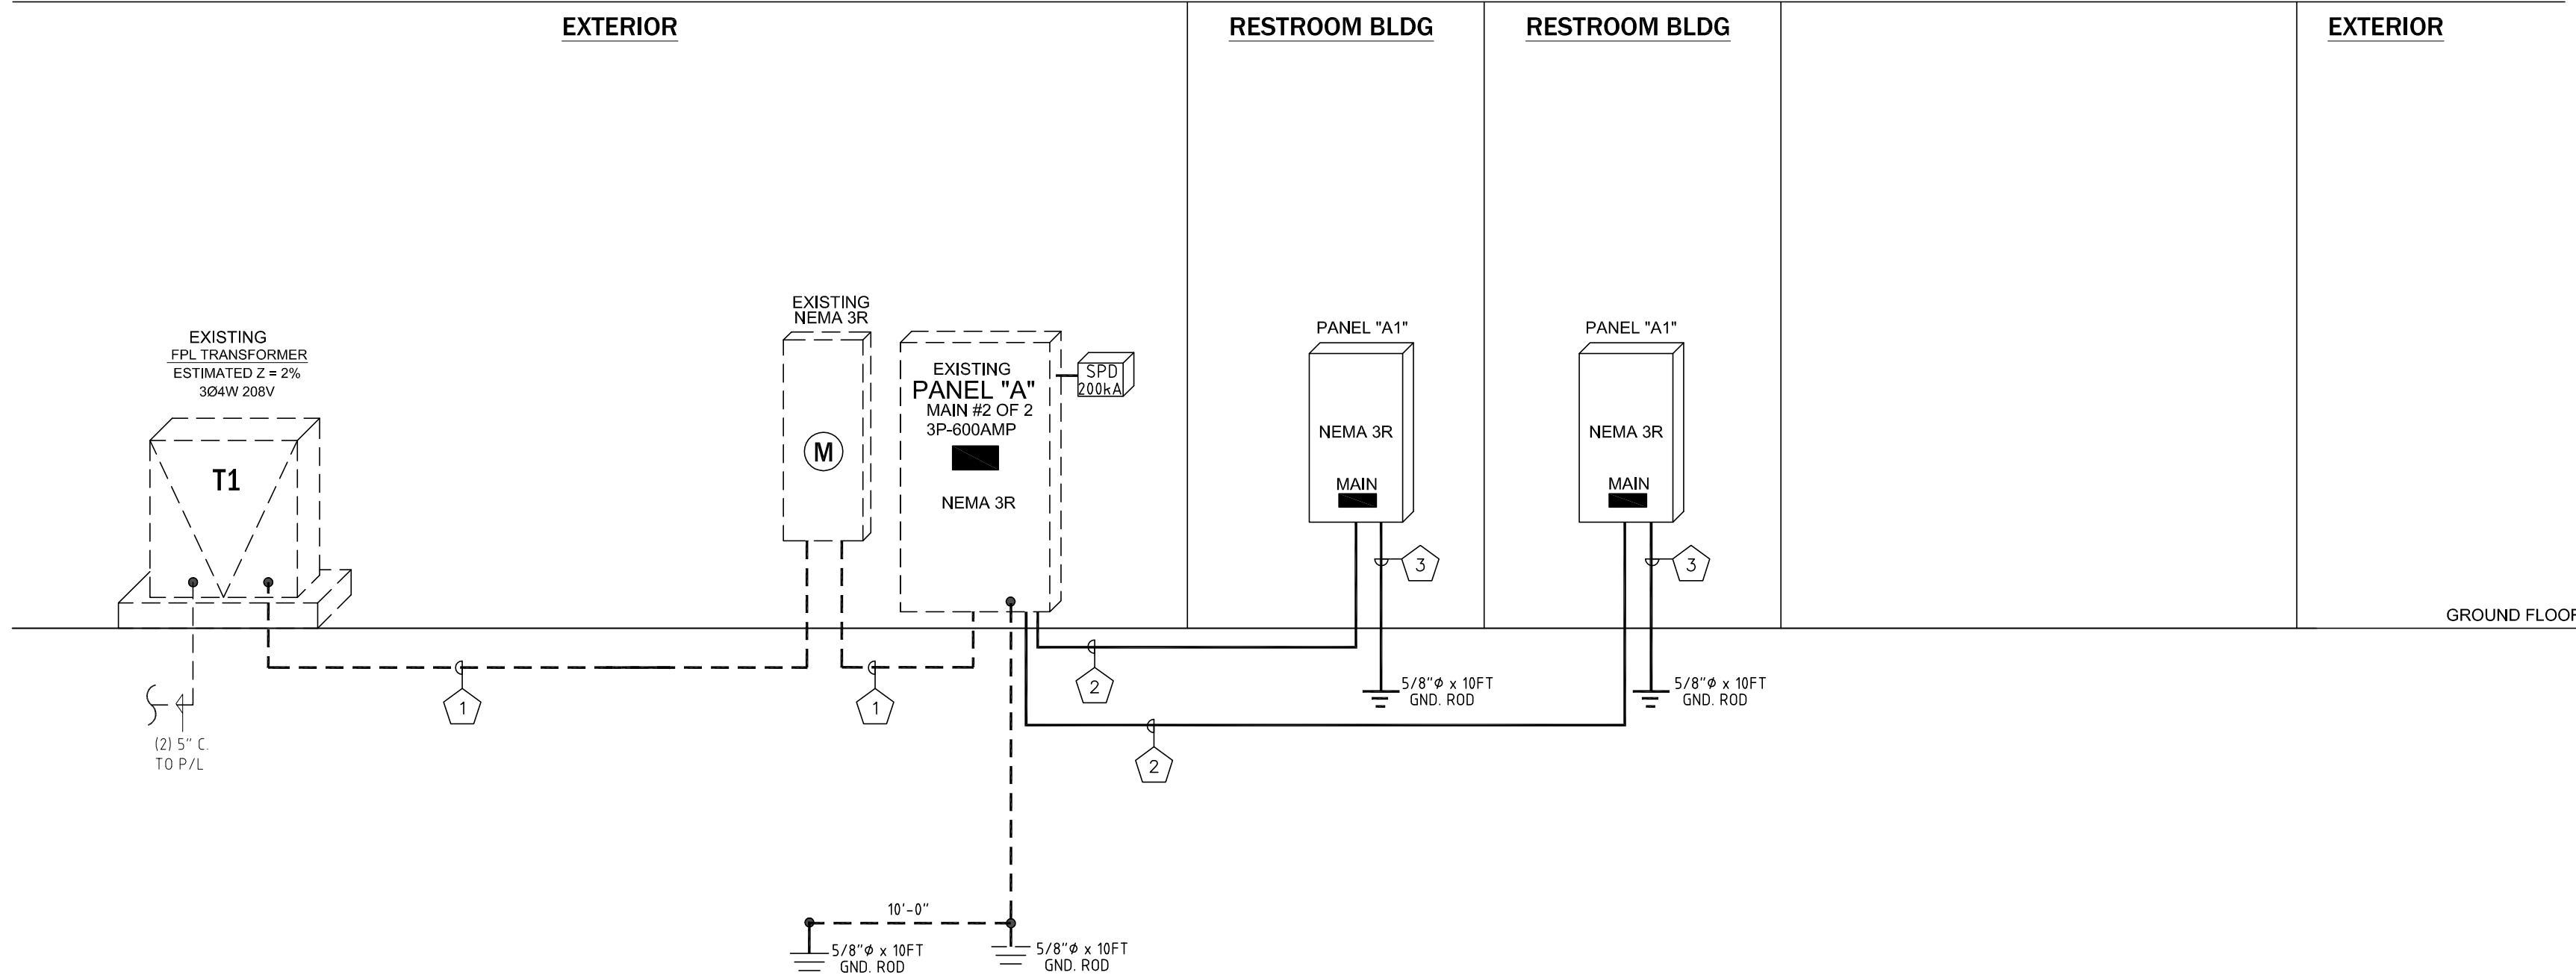 EXTERIOR
RESTROOM BLDG
RESTROOM BLDG
EXTERIOR
EXISTING
FPL TRANSFORMER
ESTIMATED Z = 2%
3Ø4W 208V
T1
(2) 5" C.
TO P/L
1
EXISTING
NEMA 3R
M
1
EXISTING
PANEL "A"
MAIN #2 OF 2
3P-600AMP
NEMA 3R
SPD
200kA
2
2
10'-0"
5/8"Ø x 10FT
GND. ROD
5/8"Ø x 10FT
GND. ROD
PANEL "A1"
NEMA 3R
MAIN
3
5/8"Ø x 10FT
GND. ROD
PANEL "A1"
NEMA 3R
MAIN
3
5/8"Ø x 10FT
GND. ROD
GROUND FLOOR